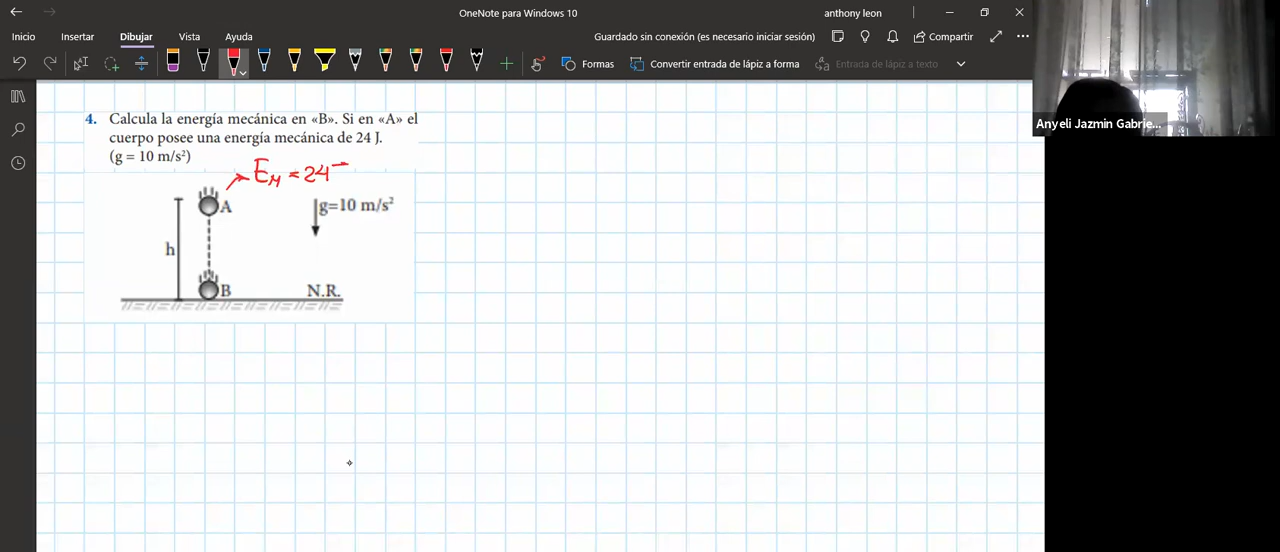 OneNote para Windows 10
anthony leon
Inicio
Insertar
Dibujar
Vista
Ayuda
Guardado sin conexión (es necesario iniciar sesión)
Compartir
Formas
Convertir entrada de lápiz a forma
Entrada de lápiz a texto
Anyeli Jazmin Gabrie...
4. Calcula la energía mecánica en «B». Si en «A» el
cuerpo posee una energía mecánica de 24 J.
(g = 10 m/s²)
E_M = 24
A
g=10 m/s²
h
B
N.R.